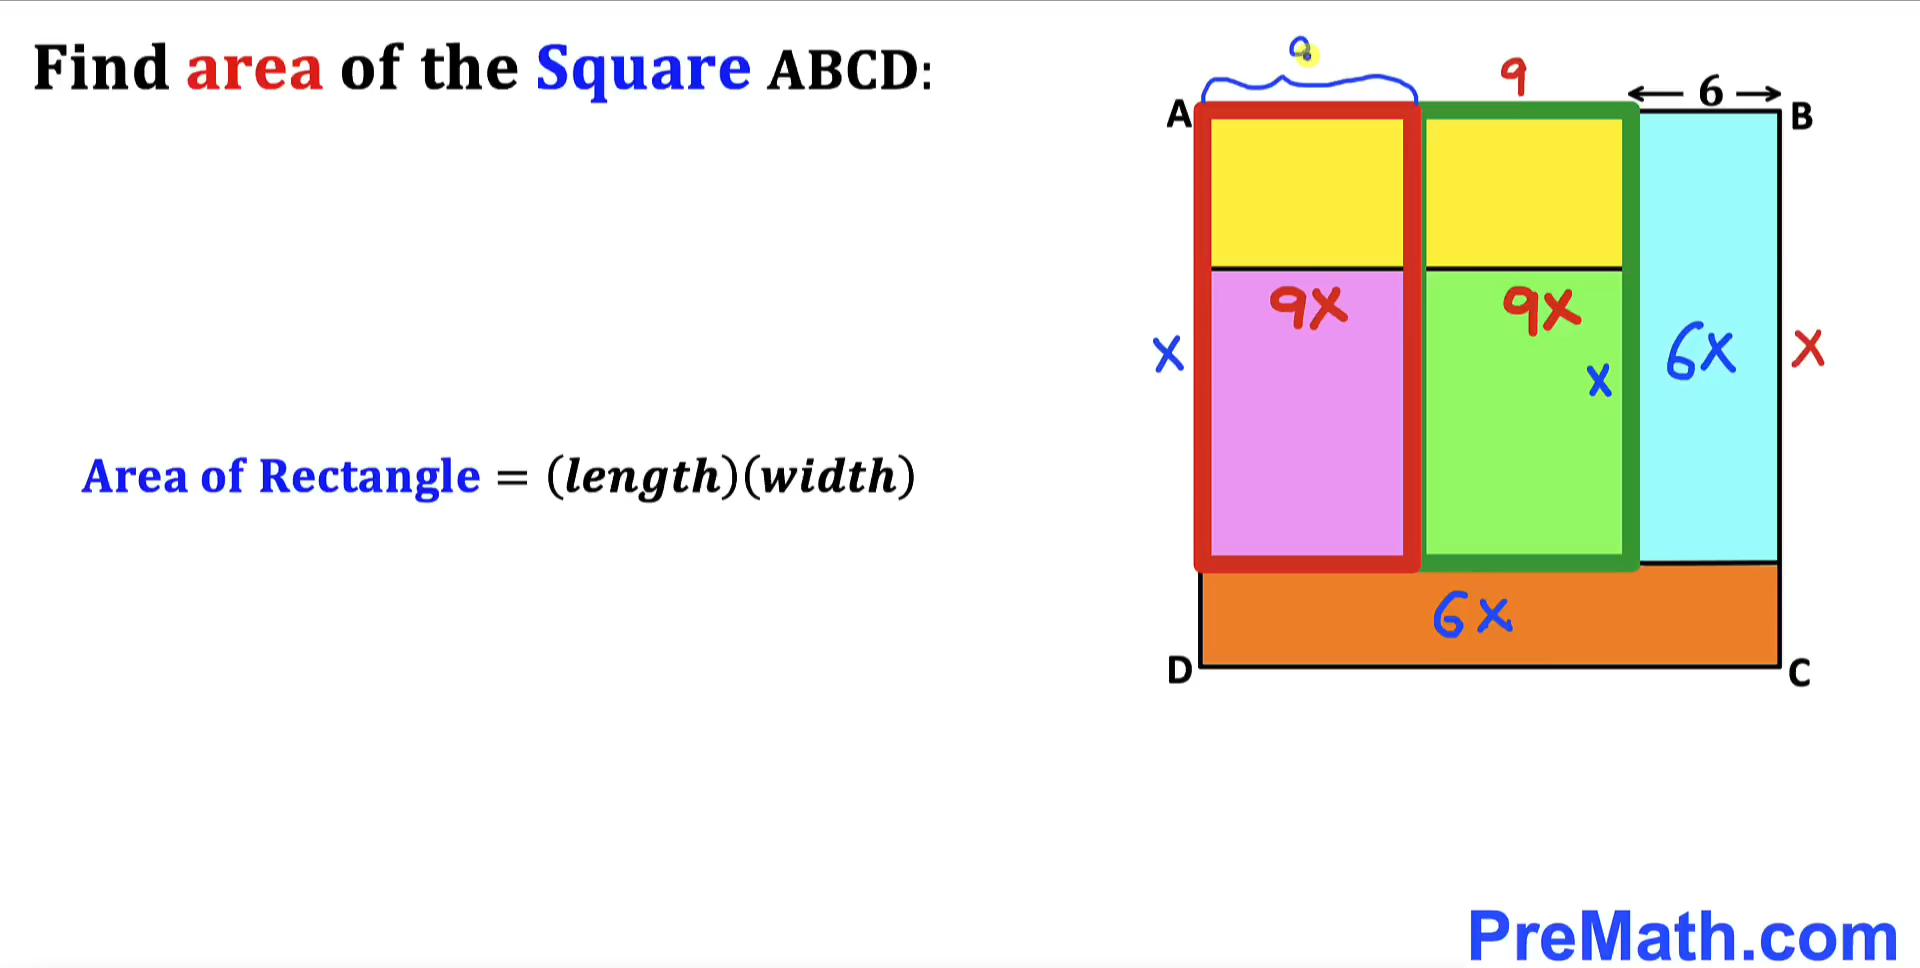 Find area of the Square ABCD:
9
6
A
B
9x
9x
x
6x
x
x
Area of Rectangle = (length)(width)
6x
D
C
PreMath.com